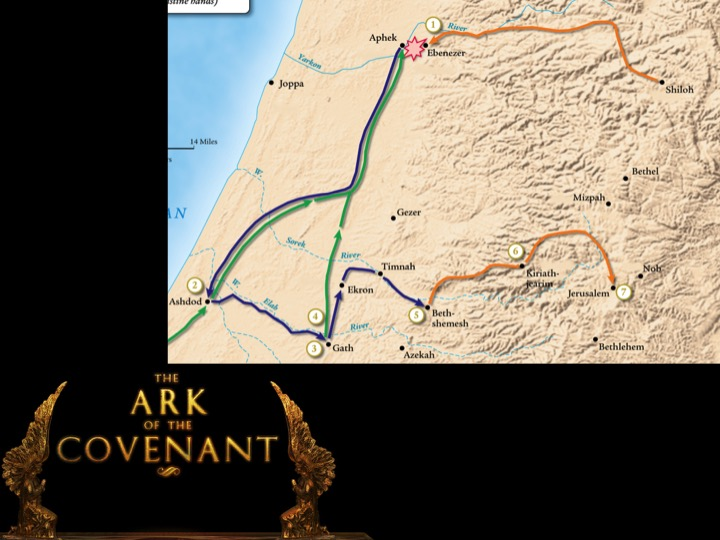 istine hands)
Aphek
1
River
Ebenezer
Yarkon
Joppa
Shiloh
14 Miles
W.
Bethel
Mizpah
AN
Gezer
Sorek
River
Timnah
6
Kiriath-
jearim
Nob
2
Ashdod
W.
Elah
Ekron
Jerusalem
7
4
5
Beth-
shemesh
River
3
Gath
Azekah
Bethlehem
THE
ARK
OF THE
COVENANT